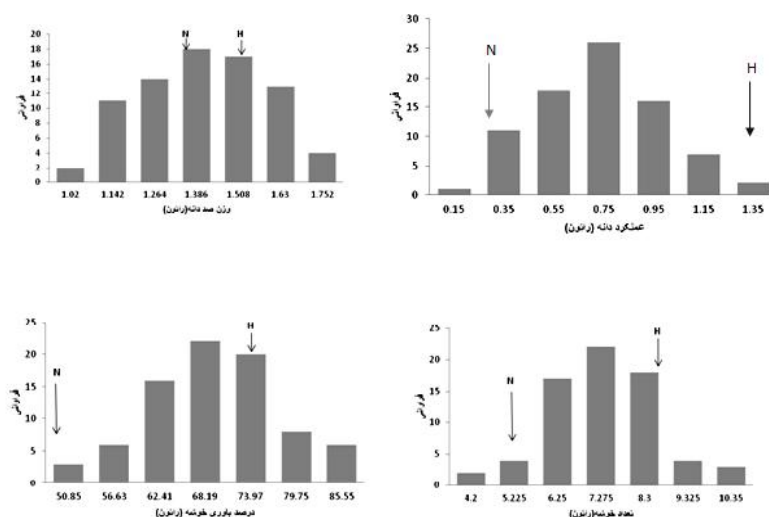 فراوانی
20
18
16
14
12
10
8
6
4
2
0
N
H
1.02 1.142 1.264 1.386 1.508 1.63 1.752
وزن صد دانه(راتون)
فراوانی
30
25
20
15
10
5
0
N
H
0.15 0.35 0.55 0.75 0.95 1.15 1.35
عملکرد دانه (راتون)
فراوانی
25
20
15
10
5
0
N
H
50.85 56.63 62.41 68.19 73.97 79.75 85.55
درصد باوری خوشه (راتون)
فراوانی
25
20
15
10
5
0
N
H
4.2 5.225 6.25 7.275 8.3 9.325 10.35
تعداد خوشه(راتون)